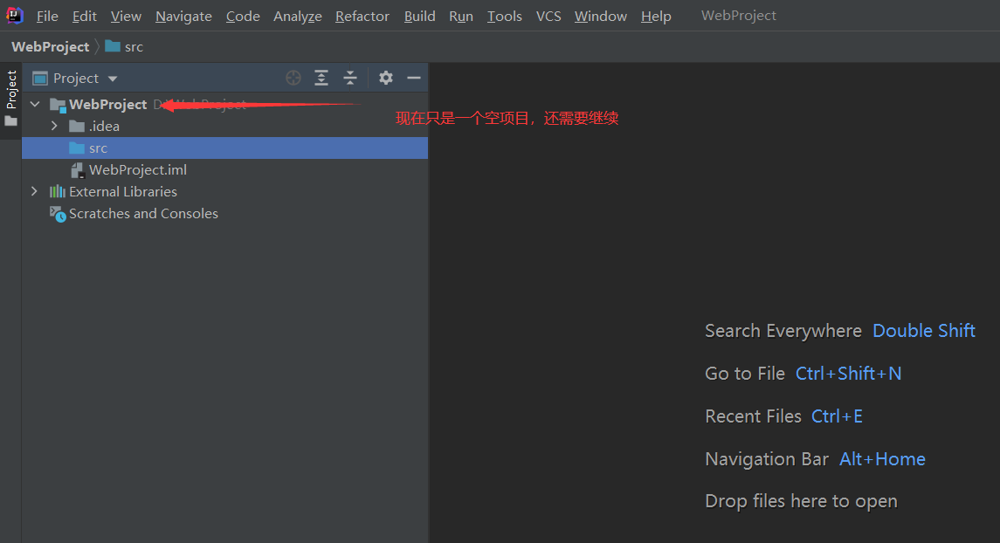 File Edit View Navigate Code Analyze Refactor Build Run Tools VCS Window Help WebProject
WebProject src
Project
Project
WebProject D:\WebProject
现在只是一个空项目，还需要继续
.idea
src
WebProject.iml
External Libraries
Scratches and Consoles
Search Everywhere Double Shift
Go to File Ctrl+Shift+N
Recent Files Ctrl+E
Navigation Bar Alt+Home
Drop files here to open